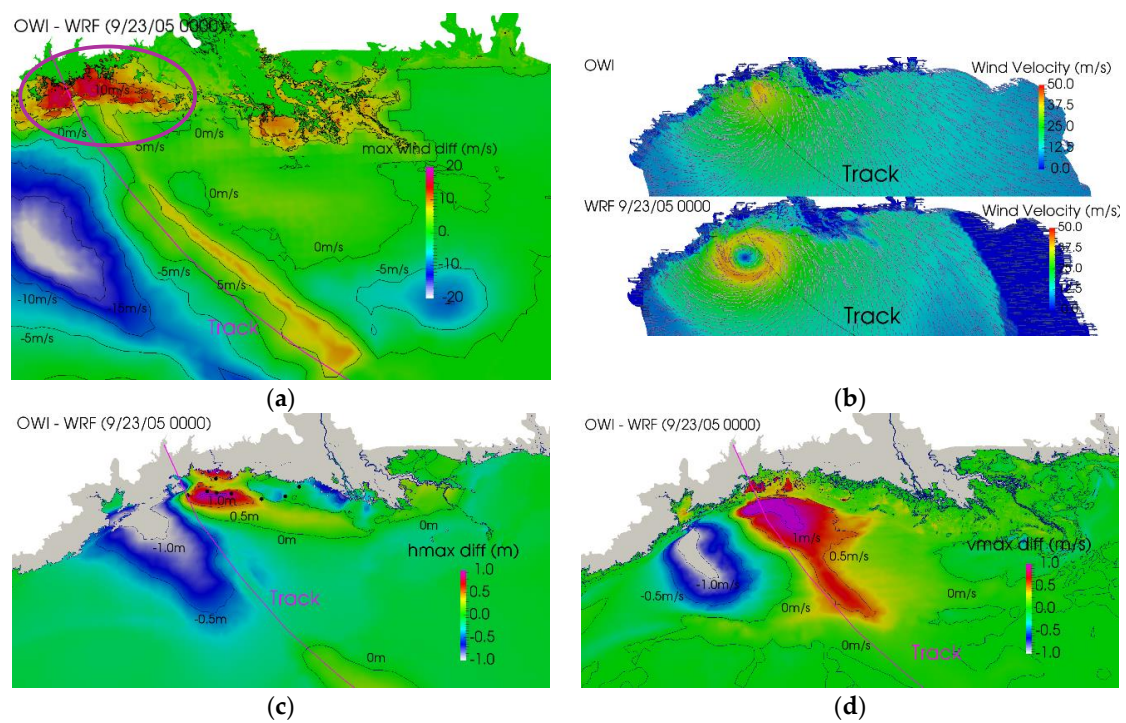 OWI - WRF (9/23/05 0000)
10m/s
0m/s
5m/s
0m/s
max wind diff (m/s)
20
10
0
-10
-20
0m/s
0m/s
-5m/s
-5m/s
5m/s
-10m/s
-15m/s
-5m/s
Track
(a)
OWI
Wind Velocity (m/s)
50.0
37.5
25.0
12.5
0.0
Track
WRF 9/23/05 0000
Wind Velocity (m/s)
50.0
25.0
0.0
Track
(b)
OWI - WRF (9/23/05 0000)
1.0m
0.5m
0m
0m
-1.0m
-0.5m
hmax diff (m)
1.0
0.5
0.0
-0.5
-1.0
Track
0m
(c)
OWI - WRF (9/23/05 0000)
1m/s
0.5m/s
-1.0m/s
-0.5m/s
0m/s
0m/s
0m/s
vmax diff (m/s)
1.0
0.5
0.0
-0.5
-1.0
Track
(d)